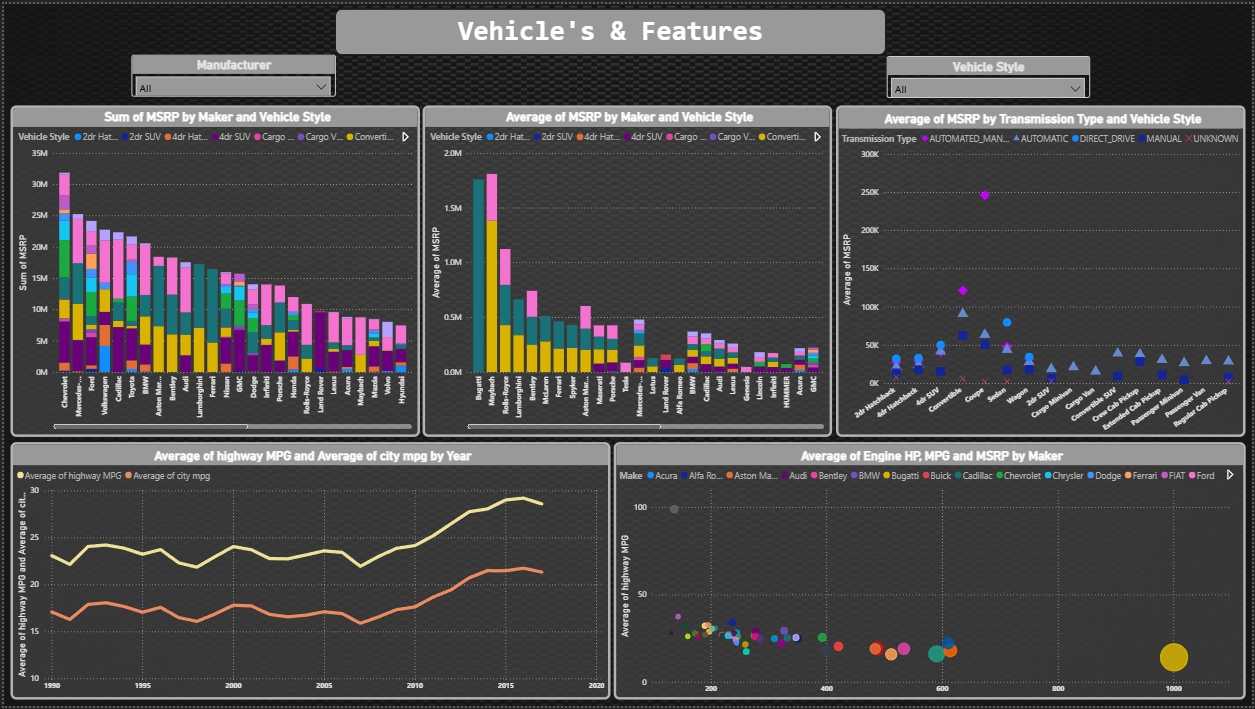 Vehicle's & Features
Manufacturer
All
Vehicle Style
All
Sum of MSRP by Maker and Vehicle Style
Vehicle Style 2dr Hat... 2dr SUV 4dr Hat... 4dr SUV Cargo ... Cargo V... Converti...
35M
30M
25M
20M
15M
10M
5M
0M
Sum of MSRP
Chevrolet
Mercedes-...
Ford
Volkswagen
Cadillac
Toyota
BMW
Aston Mar...
Bentley
Audi
Lamborghini
Ferrari
Nissan
GMC
Dodge
Infiniti
Porsche
Honda
Rolls-Royce
Land Rover
Lexus
Acura
Maybach
Mazda
Volvo
Hyundai
Average of MSRP by Maker and Vehicle Style
Vehicle Style 2dr Hat... 2dr SUV 4dr Hat... 4dr SUV Cargo ... Cargo V... Converti...
2.0M
1.5M
1.0M
0.5M
0.0M
Average of MSRP
Bugatti
Maybach
Rolls-Royce
Lamborghini
Bentley
McLaren
Ferrari
Spyker
Aston Mar...
Maserati
Porsche
Tesla
Mercedes-...
Lotus
Land Rover
Alfa Romeo
BMW
Cadillac
Audi
Lexus
Genesis
Lincoln
Infiniti
HUMMER
Acura
GMC
Average of MSRP by Transmission Type and Vehicle Style
Transmission Type AUTOMATED_MAN... AUTOMATIC DIRECT_DRIVE MANUAL UNKNOWN
300K
250K
200K
150K
100K
50K
0K
Average of MSRP
2dr Hatchback
4dr Hatchback
4dr SUV
Convertible
Coupe
Sedan
Wagon
2dr SUV
Cargo Minivan
Cargo Van
Convertible SUV
Crew Cab Pickup
Extended Cab Pickup
Passenger Minivan
Passenger Van
Regular Cab Pickup
Average of highway MPG and Average of city mpg by Year
Average of highway MPG Average of city mpg
30
25
20
15
10
Average of highway MPG and Average of cit...
1990 1995 2000 2005 2010 2015 2020
Average of Engine HP, MPG and MSRP by Maker
Make Acura Alfa Ro... Aston Ma... Audi Bentley BMW Bugatti Buick Cadillac Chevrolet Chrysler Dodge Ferrari FIAT Ford
100
50
0
Average of highway MPG
200 400 600 800 1000